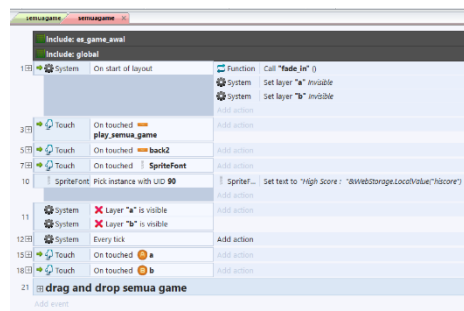 semuagame semuagame ×
Include: es_game_awal
Include: global
1 System On start of layout Function Call "fade_in" ()
System Set layer "a" Invisible
System Set layer "b" Invisible
Add action
3 Touch On touched play_semua_game Add action
5 Touch On touched back2 Add action
7 Touch On touched SpriteFont Add action
10 SpriteFont Pick instance with UID 90 SpriteF... Set text to "High Score : "&WebStorage.LocalValue("hiscore")
Add action
11 System Layer "a" is visible Add action
System Layer "b" is visible
12 System Every tick Add action
15 Touch On touched a Add action
18 Touch On touched b Add action
21 drag and drop semua game
Add event